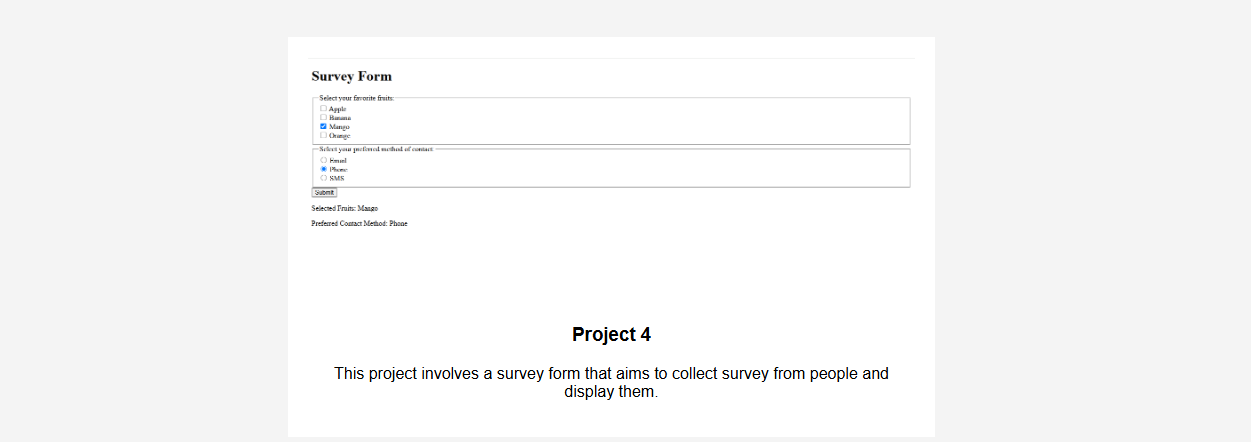 Survey Form
Select your favorite fruits:
Apple
Banana
Mango
Orange
Select your preferred method of contact
Email
Phone
SMS
Submit
Selected Fruits: Mango
Preferred Contact Method: Phone
Project 4
This project involves a survey form that aims to collect survey from people and
display them.